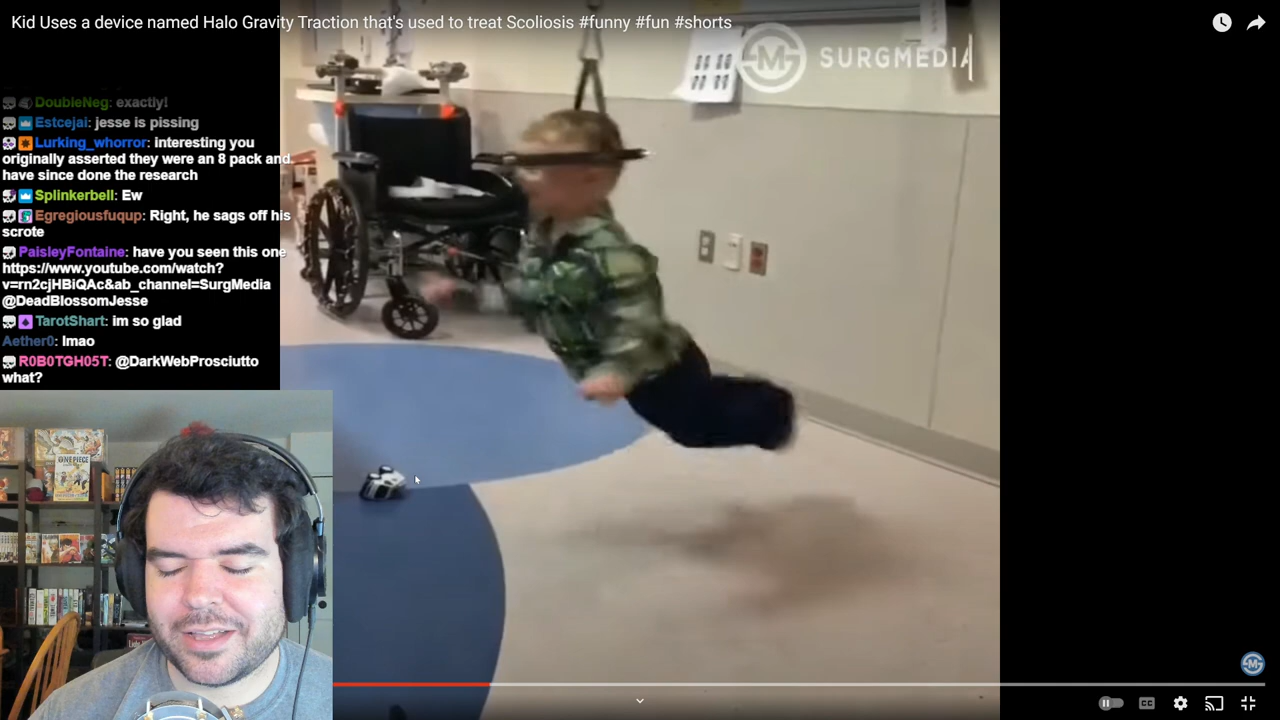 Kid Uses a device named Halo Gravity Traction that's used to treat Scoliosis #funny #fun #shorts
SURGMEDIA
DoubleNeg: exactly!
Estcejai: jesse is pissing
Lurking_whorror: interesting you
originally asserted they were an 8 pack and
have since done the research
Splinkerbell: Ew
Egregiousfuqup: Right, he sags off his
scrote
PaisleyFontaine: have you seen this one
https://www.youtube.com/watch?
v=rn2cjHBiQAc&ab_channel=SurgMedia
@DeadBlossomJesse
TarotShart: im so glad
Aether0: lmao
R0B0TGH05T: @DarkWebProsciutto
what?
ONE PIECE
CC